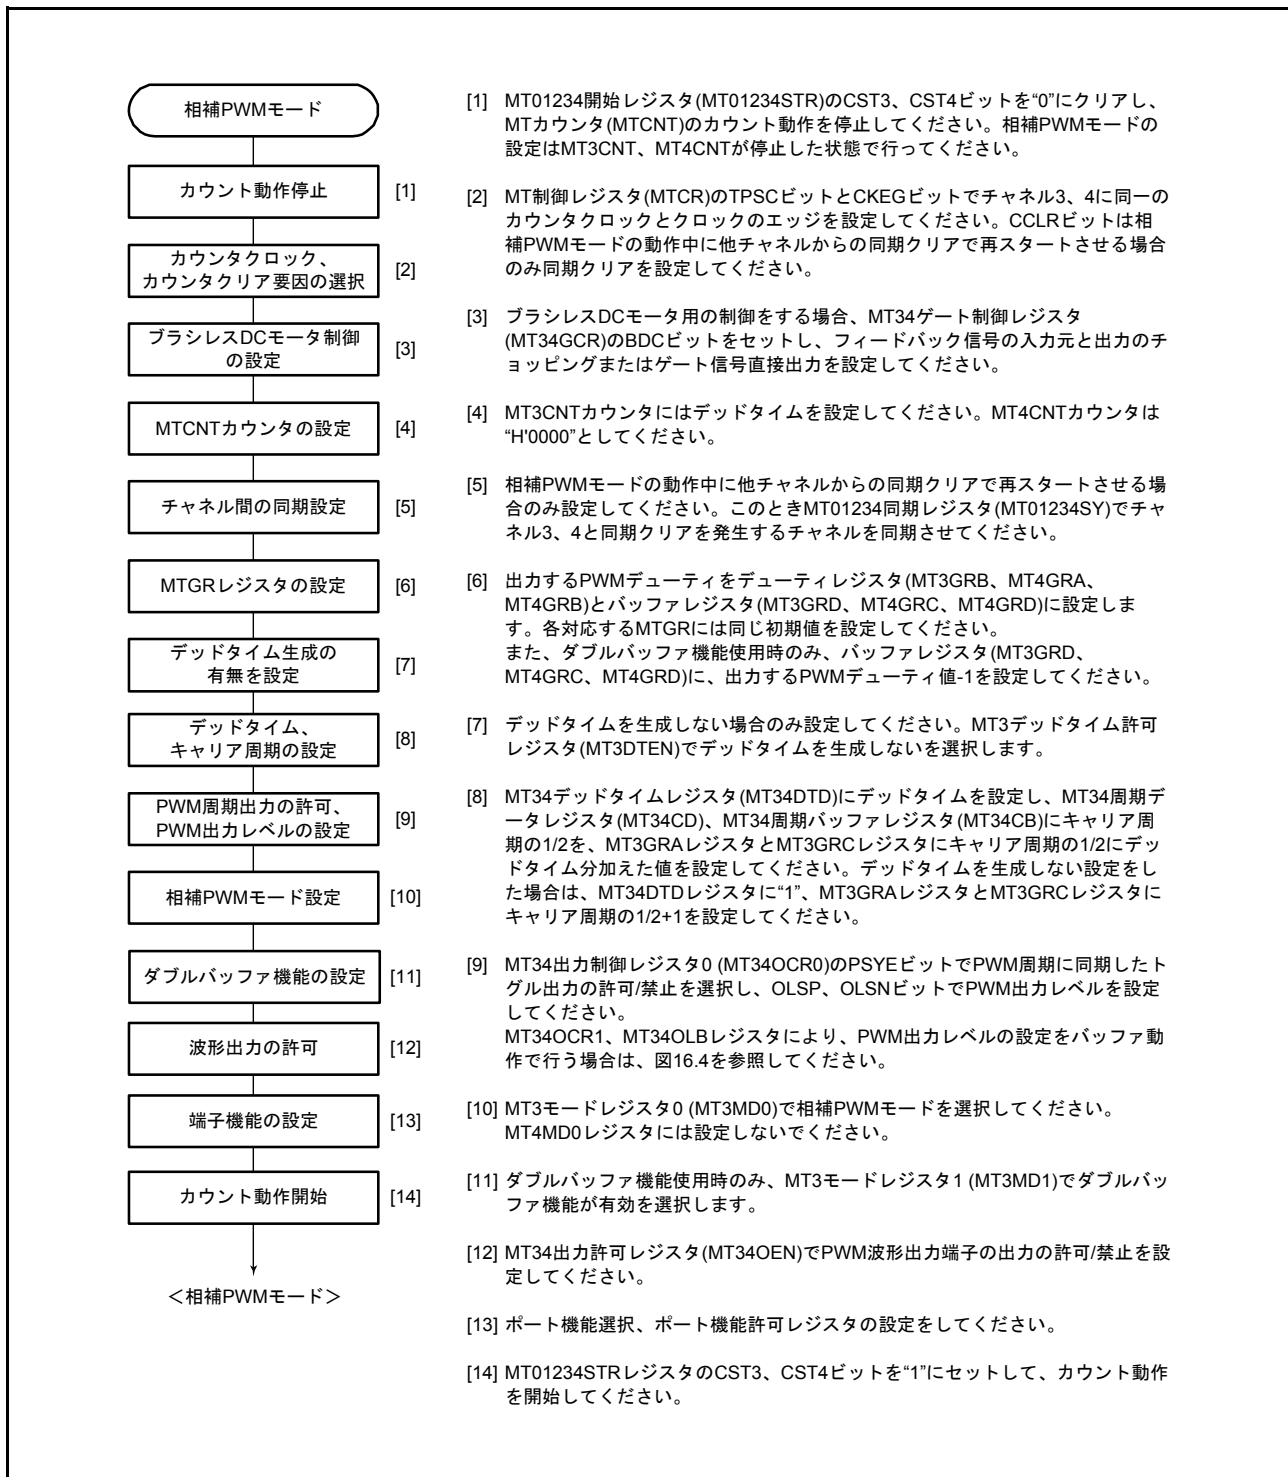 相補PWMモード
カウント動作停止
[1]
カウンタクロック、
カウンタクリア要因の選択
[2]
ブラシレスDCモータ制御
の設定
[3]
MTCNTカウンタの設定
[4]
チャネル間の同期設定
[5]
MTGRレジスタの設定
[6]
デッドタイム生成の
有無を設定
[7]
デッドタイム、
キャリア周期の設定
[8]
PWM周期出力の許可、
PWM出力レベルの設定
[9]
相補PWMモード設定
[10]
ダブルバッファ機能の設定
[11]
波形出力の許可
[12]
端子機能の設定
[13]
カウント動作開始
[14]
＜相補PWMモード＞
[1] MT01234開始レジスタ(MT01234STR)のCST3、CST4ビットを“0”にクリアし、
MTカウンタ(MTCNT)のカウント動作を停止してください。相補PWMモードの
設定はMT3CNT、MT4CNTが停止した状態で行ってください。
[2] MT制御レジスタ(MTCR)のTPSCビットとCKEGビットでチャネル3、4に同一の
カウンタクロックとクロックのエッジを設定してください。CCLRビットは相
補PWMモードの動作中に他チャネルからの同期クリアで再スタートさせる場合
のみ同期クリアを設定してください。
[3] ブラシレスDCモータ用の制御をする場合、MT34ゲート制御レジスタ
(MT34GCR)のBDCビットをセットし、フィードバック信号の入力元と出力のチ
ョッピングまたはゲート信号直接出力を設定してください。
[4] MT3CNTカウンタにはデッドタイムを設定してください。MT4CNTカウンタは
“H'0000”としてください。
[5] 相補PWMモードの動作中に他チャネルからの同期クリアで再スタートさせる場
合のみ設定してください。このときMT01234同期レジスタ(MT01234SY)でチャ
ネル3、4と同期クリアを発生するチャネルを同期させてください。
[6] 出力するPWMデューティをデューティレジスタ(MT3GRB、MT4GRA、
MT4GRB)とバッファレジスタ(MT3GRD、MT4GRC、MT4GRD)に設定しま
す。各対応するMTGRには同じ初期値を設定してください。
また、ダブルバッファ機能使用時のみ、バッファレジスタ(MT3GRD、
MT4GRC、MT4GRD)に、出力するPWMデューティ値-1を設定してください。
[7] デッドタイムを生成しない場合のみ設定してください。MT3デッドタイム許可
レジスタ(MT3DTEN)でデッドタイムを生成しないを選択します。
[8] MT34デッドタイムレジスタ(MT34DTD)にデッドタイムを設定し、MT34周期デ
ータレジスタ(MT34CD)、MT34周期バッファレジスタ(MT34CB)にキャリア周
期の1/2を、MT3GRAレジスタとMT3GRCレジスタにキャリア周期の1/2にデッ
ドタイム分加えた値を設定してください。デッドタイムを生成しない設定をし
た場合は、MT34DTDレジスタに“1”、MT3GRAレジスタとMT3GRCレジスタに
キャリア周期の1/2+1を設定してください。
[9] MT34出力制御レジスタ0 (MT34OCR0)のPSYEビットでPWM周期に同期したト
グル出力の許可/禁止を選択し、OLSP、OLSNビットでPWM出力レベルを設定
してください。
MT34OCR1、MT34OLBレジスタにより、PWM出力レベルの設定をバッファ動
作で行う場合は、図16.4を参照してください。
[10] MT3モードレジスタ0 (MT3MD0)で相補PWMモードを選択してください。
MT4MD0レジスタには設定しないでください。
[11] ダブルバッファ機能使用時のみ、MT3モードレジスタ1 (MT3MD1)でダブルバッ
ファ機能が有効を選択します。
[12] MT34出力許可レジスタ(MT34OEN)でPWM波形出力端子の出力の許可/禁止を設
定してください。
[13] ポート機能選択、ポート機能許可レジスタの設定をしてください。
[14] MT01234STRレジスタのCST3、CST4ビットを“1”にセットして、カウント動作
を開始してください。